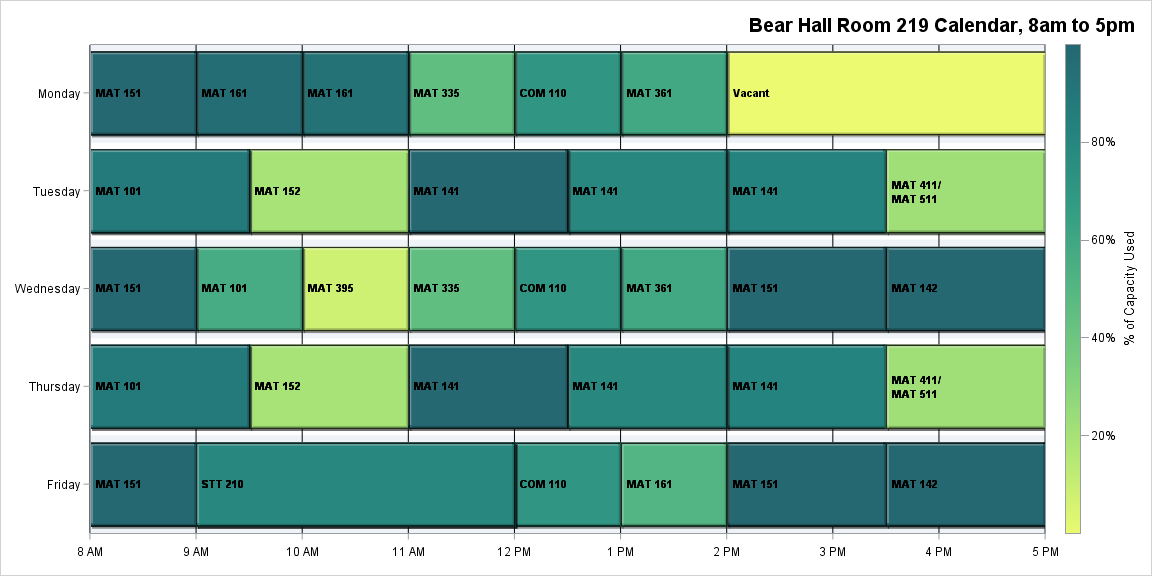 Bear Hall Room 219 Calendar, 8am to 5pm
Monday
MAT 151
MAT 161
MAT 161
MAT 335
COM 110
MAT 361
Vacant
Tuesday
MAT 101
MAT 152
MAT 141
MAT 141
MAT 141
MAT 411/
MAT 511
Wednesday
MAT 151
MAT 101
MAT 395
MAT 335
COM 110
MAT 361
MAT 151
MAT 142
Thursday
MAT 101
MAT 152
MAT 141
MAT 141
MAT 141
MAT 411/
MAT 511
Friday
MAT 151
STT 210
COM 110
MAT 161
MAT 151
MAT 142
8 AM
9 AM
10 AM
11 AM
12 PM
1 PM
2 PM
3 PM
4 PM
5 PM
80%
60%
40%
20%
% of Capacity Used